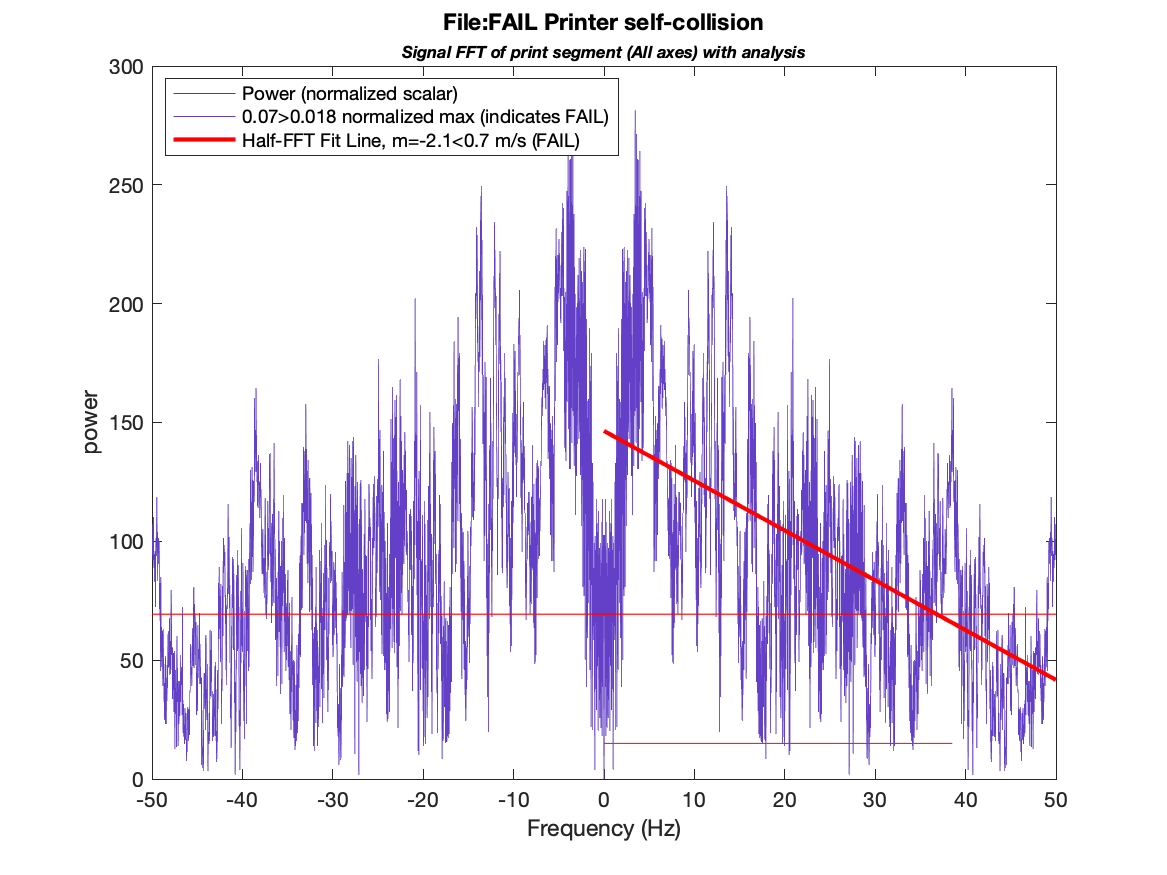 File:FAIL Printer self-collision
Signal FFT of print segment (All axes) with analysis
300
250
200
150
100
50
0
power
Power (normalized scalar)
0.07>0.018 normalized max (indicates FAIL)
Half-FFT Fit Line, m=-2.1<0.7 m/s (FAIL)
-50 -40 -30 -20 -10 0 10 20 30 40 50
Frequency (Hz)